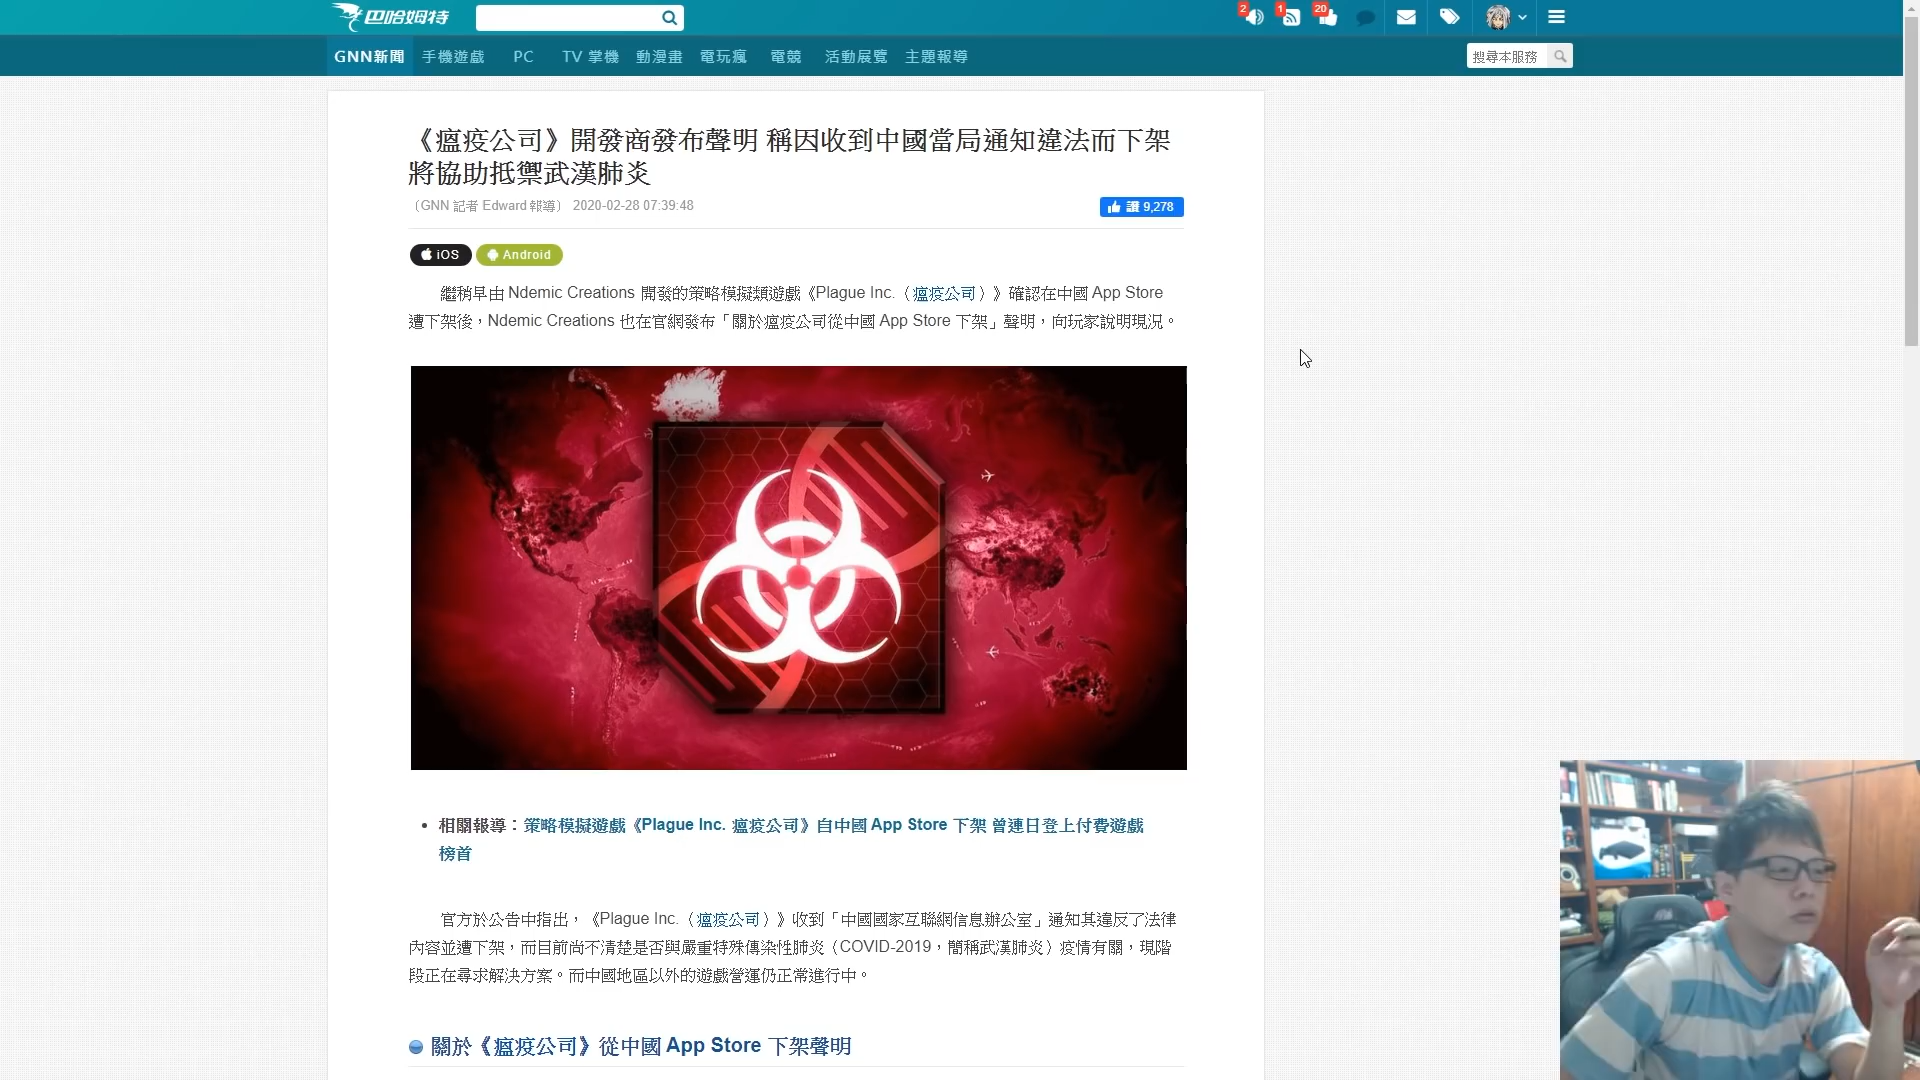 巴哈姆特
2
1
20
GNN新聞 手機遊戲 PC TV 掌機 動漫畫 電玩瘋 電競 活動展覽 主題報導
搜尋本服務
《瘟疫公司》開發商發布聲明 稱因收到中國當局通知違法而下架
將協助抵禦武漢肺炎
（GNN 記者 Edward 報導） 2020-02-28 07:39:48
讚 9,278
iOS Android
繼稍早由 Ndemic Creations 開發的策略模擬類遊戲《Plague Inc.（瘟疫公司）》確認在中國 App Store
遭下架後，Ndemic Creations 也在官網發布「關於瘟疫公司從中國 App Store 下架」聲明，向玩家說明現況。
相關報導：策略模擬遊戲《Plague Inc. 瘟疫公司》自中國 App Store 下架 曾連日登上付費遊戲
榜首
官方於公告中指出，《Plague Inc.（瘟疫公司）》收到「中國國家互聯網信息辦公室」通知其違反了法律
內容並遭下架，而目前尚不清楚是否與嚴重特殊傳染性肺炎（COVID-2019，簡稱武漢肺炎）疫情有關，現階
段正在尋求解決方案。而中國地區以外的遊戲營運仍正常進行中。
關於《瘟疫公司》從中國 App Store 下架聲明